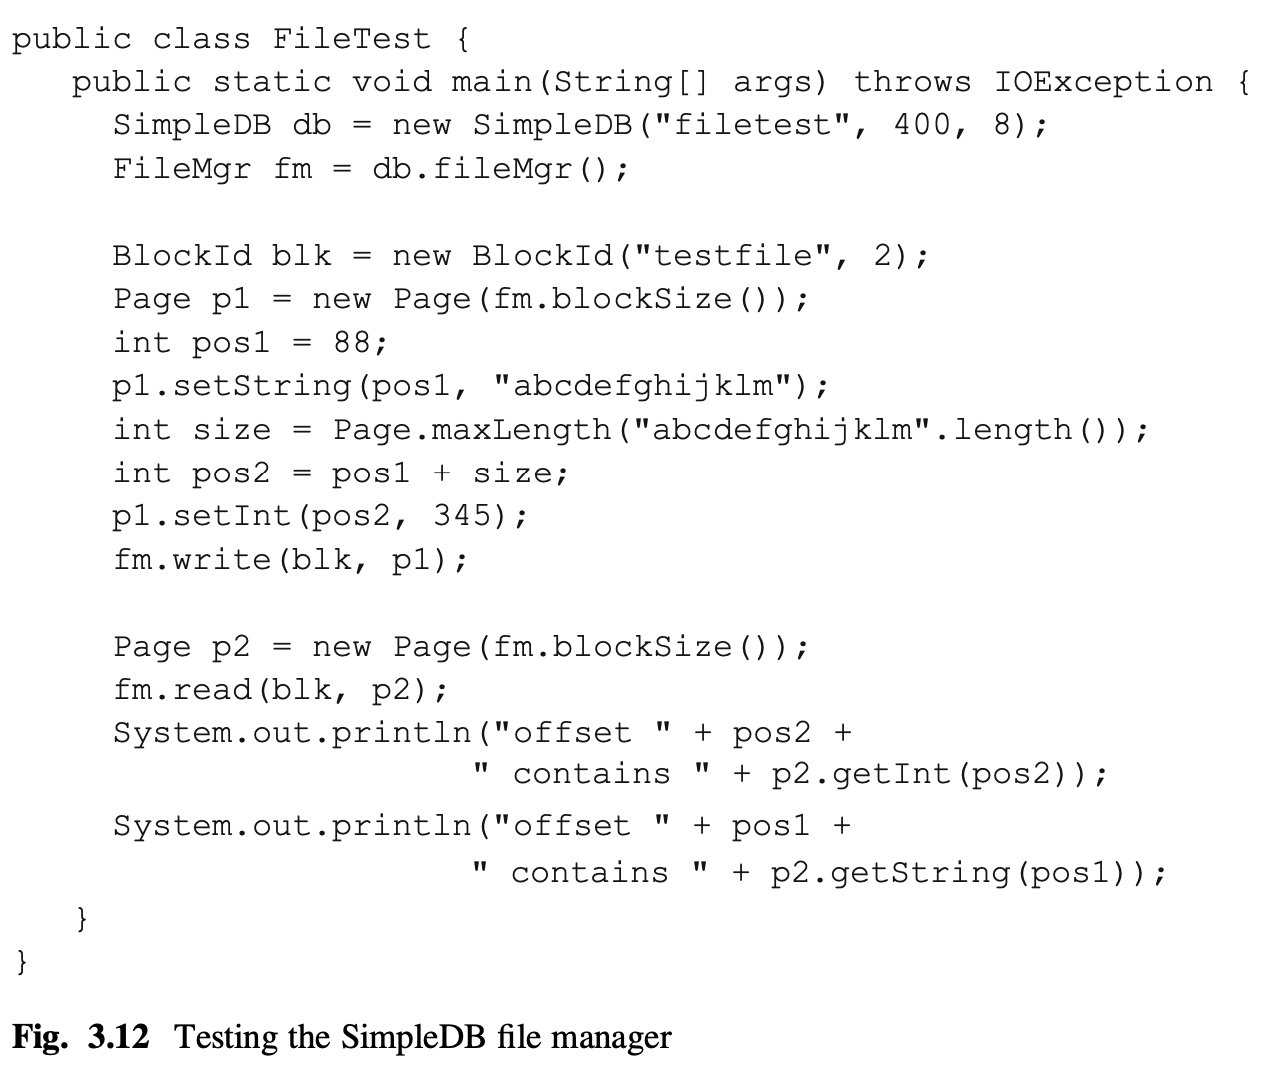 public class FileTest {
   public static void main(String[] args) throws IOException {
     SimpleDB db = new SimpleDB("filetest", 400, 8);
     FileMgr fm = db.fileMgr();

     BlockId blk = new BlockId("testfile", 2);
     Page p1 = new Page(fm.blockSize());
     int pos1 = 88;
     p1.setString(pos1, "abcdefghijklm");
     int size = Page.maxLength("abcdefghijklm".length());
     int pos2 = pos1 + size;
     p1.setInt(pos2, 345);
     fm.write(blk, p1);

     Page p2 = new Page(fm.blockSize());
     fm.read(blk, p2);
     System.out.println("offset " + pos2 +
                       " contains " + p2.getInt(pos2));
     System.out.println("offset " + pos1 +
                       " contains " + p2.getString(pos1));
   }
}
Fig. 3.12 Testing the SimpleDB file manager